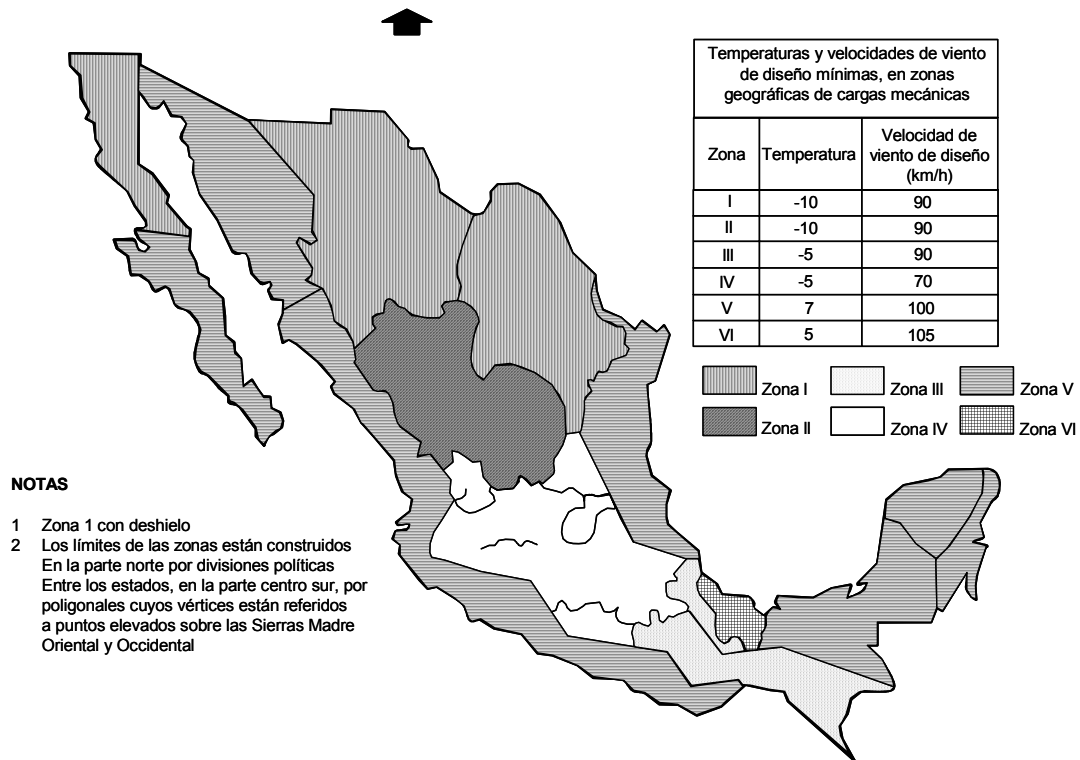 Temperaturas y velocidades de viento
de diseño mínimas, en zonas
geográficas de cargas mecánicas
Zona
Temperatura
Velocidad de
viento de diseño
(km/h)
I -10 90
II -10 90
III -5 90
IV -5 70
V 7 100
VI 5 105
Zona I Zona III Zona V
Zona II Zona IV Zona VI
NOTAS
1 Zona 1 con deshielo
2 Los límites de las zonas están construidos
En la parte norte por divisiones políticas
Entre los estados, en la parte centro sur, por
poligonales cuyos vértices están referidos
a puntos elevados sobre las Sierras Madre
Oriental y Occidental